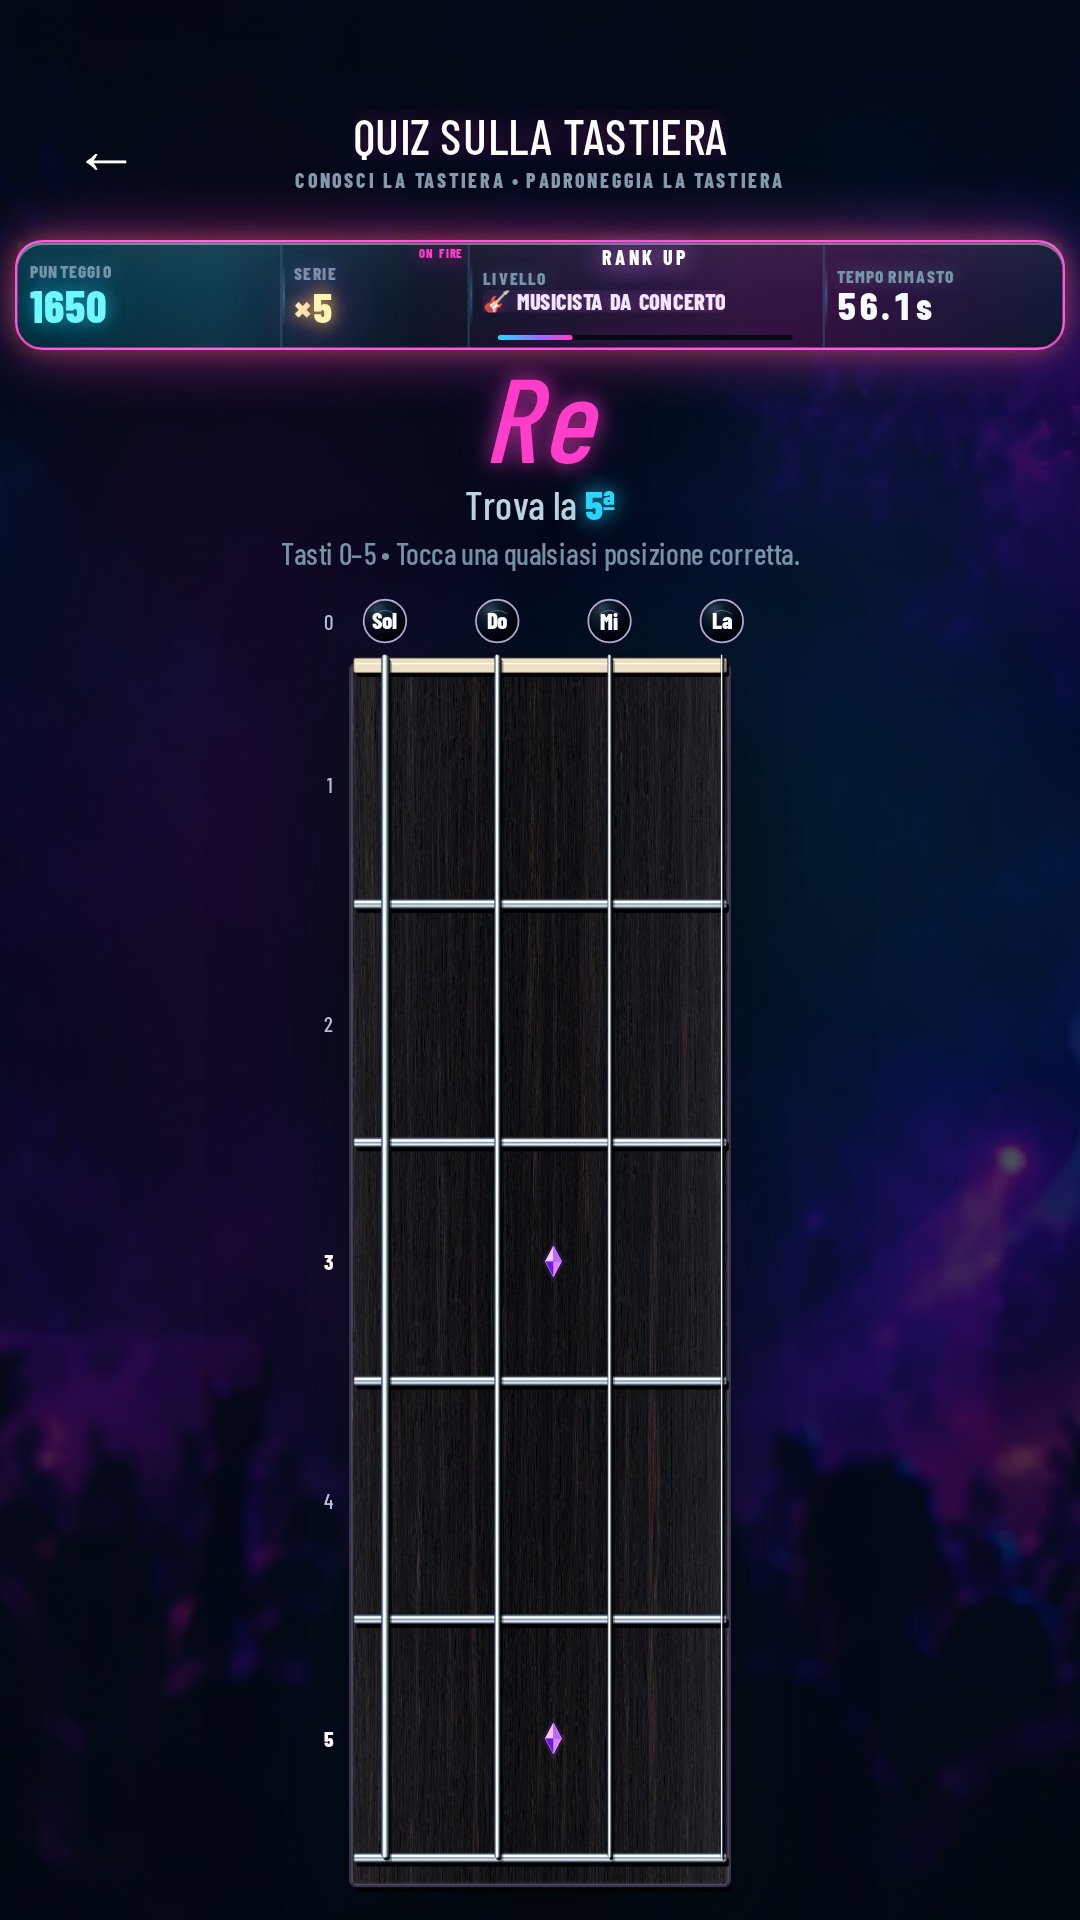 QUIZ SULLA TASTIERA
←
CONOSCI LA TASTIERA • PADRONEGGIA LA TASTIERA
PUNTEGGIO
1650
SERIE
ON FIRE
×5
RANK UP
LIVELLO
🎸 MUSICISTA DA CONCERTO
TEMPO RIMASTO
56.1s
Re
Trova la 5ª
Tasti 0–5 • Tocca una qualsiasi posizione corretta.
0 Sol Do Mi La
1
2
3
4
5